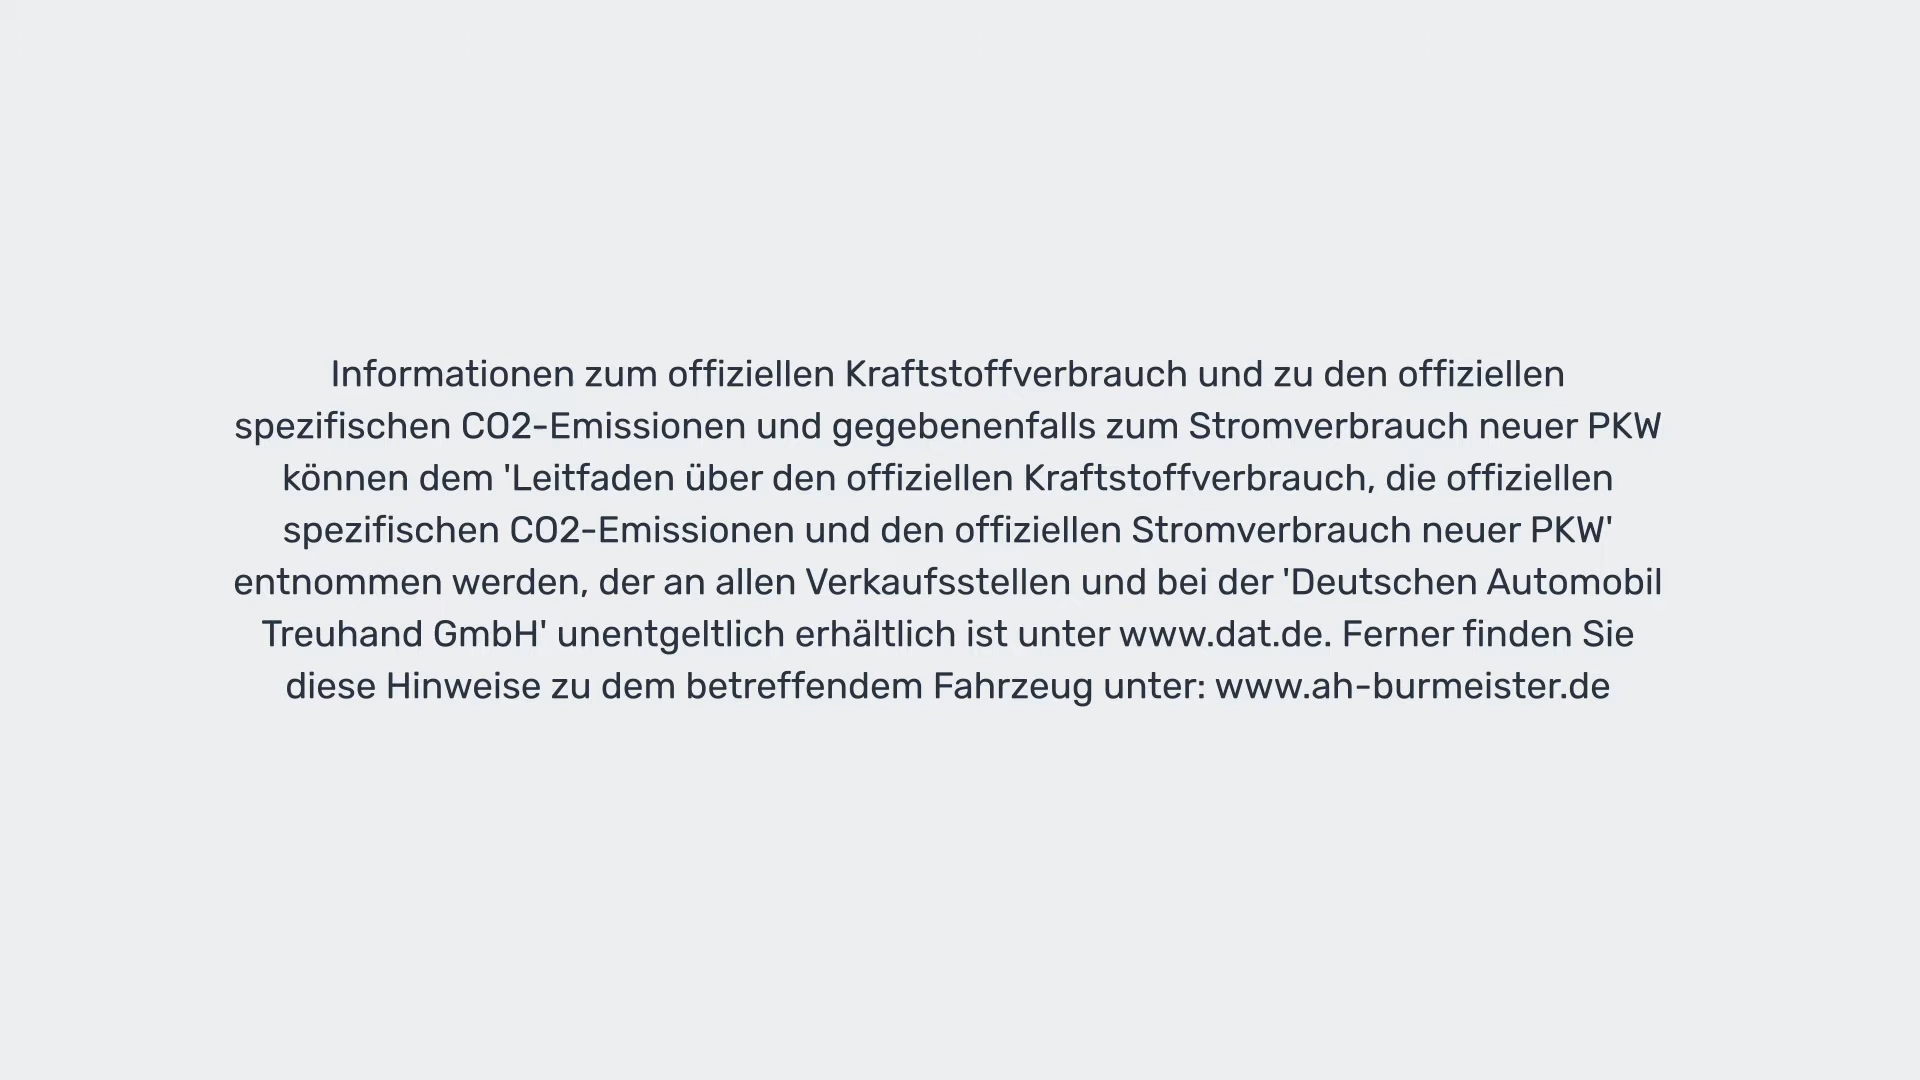 Informationen zum offiziellen Kraftstoffverbrauch und zu den offiziellen
spezifischen CO2-Emissionen und gegebenenfalls zum Stromverbrauch neuer PKW
können dem 'Leitfaden über den offiziellen Kraftstoffverbrauch, die offiziellen
spezifischen CO2-Emissionen und den offiziellen Stromverbrauch neuer PKW'
entnommen werden, der an allen Verkaufsstellen und bei der 'Deutschen Automobil
Treuhand GmbH' unentgeltlich erhältlich ist unter www.dat.de. Ferner finden Sie
diese Hinweise zu dem betreffendem Fahrzeug unter: www.ah-burmeister.de